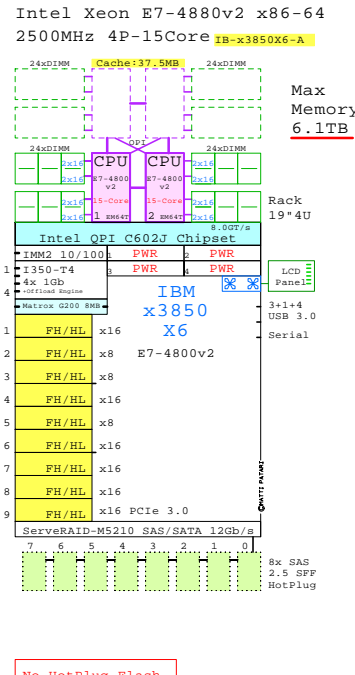 Intel Xeon E7-4880v2 x86-64
2500MHz 4P-15Core IB-x3850X6-A
24xDIMM Cache:37.5MB 24xDIMM
Max
Memory
6.1TB
QPI
2x16 CPU CPU 2x16
2x16 E7-4800 E7-4800 2x16
v2 v2
2x16 15-Core 15-Core 2x16
2x16 1 EM64T 2 EM64T 2x16
Rack
19"4U
8.0GT/s
Intel QPI C602J Chipset
IMM2 10/100 1 PWR 2 PWR
1 I350-T4 3 PWR 4 PWR
4x 1Gb
4 +Offload Engine
Matrox G200 8MB
LCD
Panel
IBM
x3850
X6
E7-4800v2
3+1+4
USB 3.0
Serial
1 FH/HL x16
2 FH/HL x8
3 FH/HL x8
4 FH/HL x16
5 FH/HL x8
6 FH/HL x16
7 FH/HL x16
8 FH/HL x16
9 FH/HL x16 PCIe 3.0
©MATTI PATARI
ServeRAID-M5210 SAS/SATA 12Gb/s
7 6 5 4 3 2 1 0
8x SAS
2.5 SFF
HotPlug
No HotPlug Flash